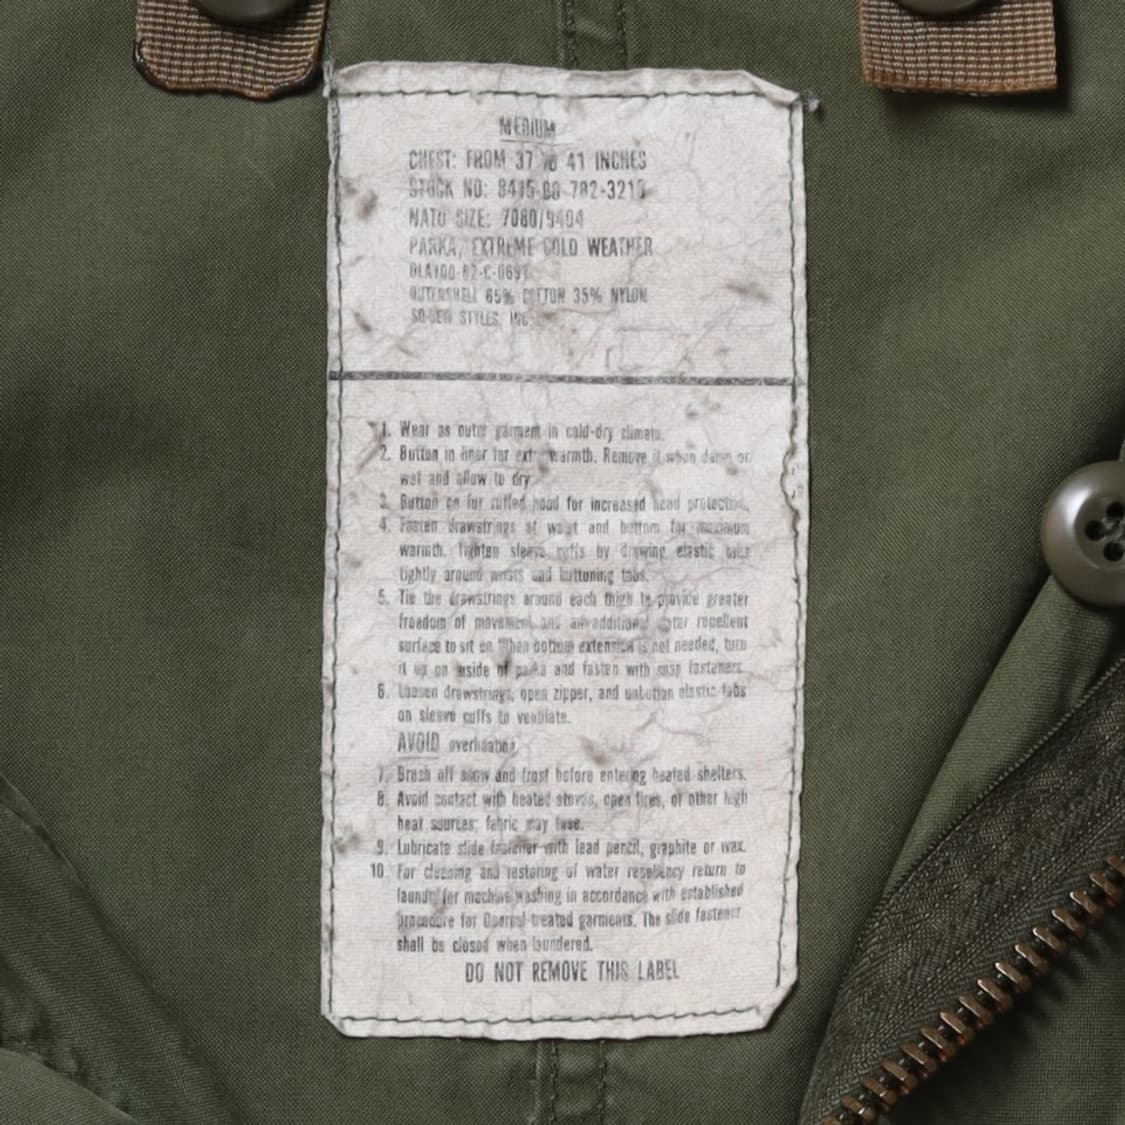 MEDIUM
CHEST: FROM 37 TO 41 INCHES
STOCK NO: 8415-00-782-321
NATO SIZE: 7080/9404
PARKA, EXTREME COLD WEATHER
DLA100-82-C-069
OUTERSHELL 65% COTTON 35% NYLON
SO-SEW STYLES, INC.
1. Wear as outer garment in cold-dry climate.
2. Button in liner for extra warmth. Remove it when damp or
wet and allow to dry
3. Button on fur ruffed hood for increased head protection.
4. Fasten drawstrings at waist and bottom for maximum
warmth. Tighten sleeve cuffs by drawing elastic tabs
tightly around wrists and buttoning tabs.
5. Tie the drawstrings around each thigh to provide greater
freedom of movement and an additional water repellent
surface to sit on When bottom extension is not needed, turn
it up on inside of parka and fasten with snap fasteners.
6. Loosen drawstrings, open zipper, and unbutton elastic tabs
on sleeve cuffs to ventilate.
AVOID overheating
7. Brush off snow and frost before entering heated shelters.
8. Avoid contact with heated stoves, open fires, or other high
heat sources; fabric may fuse.
9. Lubricate slide fastener with lead pencil, graphite or wax.
10. For cleaning and restoring of water repellency return to
laundry for machine washing in accordance with established
procedure for Quarpel-treated garments. The slide fastener
shall be closed when laundered.
DO NOT REMOVE THIS LABEL